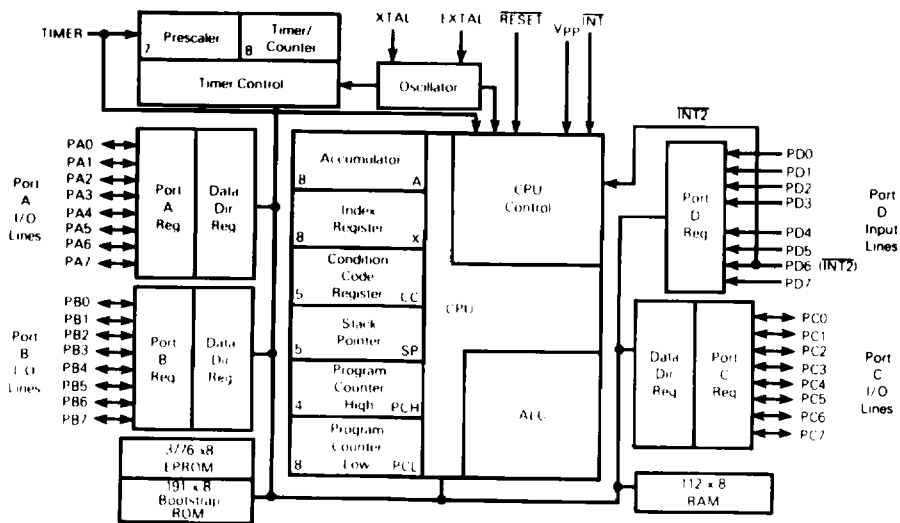 XTAL
EXTAL
RESET
VPP
INT
TIMER
Prescaler
7
Timer/
Counter
8
Timer Control
Oscillator
INT2
PA0
PA1
PA2
PA3
PA4
PA5
PA6
PA7
Port
A
I/O
Lines
Port
A
Reg
Data
Dir
Reg
Accumulator
8
A
Index
Register
8
X
Condition
Code
Register
5
CC
Stack
Pointer
5
SP
Program
Counter
High
4
PCH
Program
Counter
Low
8
PCL
CPU
Control
CPU
Port
D
Reg
PD0
PD1
PD2
PD3
PD4
PD5
PD6 (INT2)
PD7
Port
D
Input
Lines
PB0
PB1
PB2
PB3
PB4
PB5
PB6
PB7
Port
B
I/O
Lines
Port
B
Reg
Data
Dir
Reg
Data
Dir
Reg
Port
C
Reg
PC0
PC1
PC2
PC3
PC4
PC5
PC6
PC7
Port
C
I/O
Lines
3776 x8
EPROM
191 x 8
Bootstrap
ROM
112 x 8
RAM